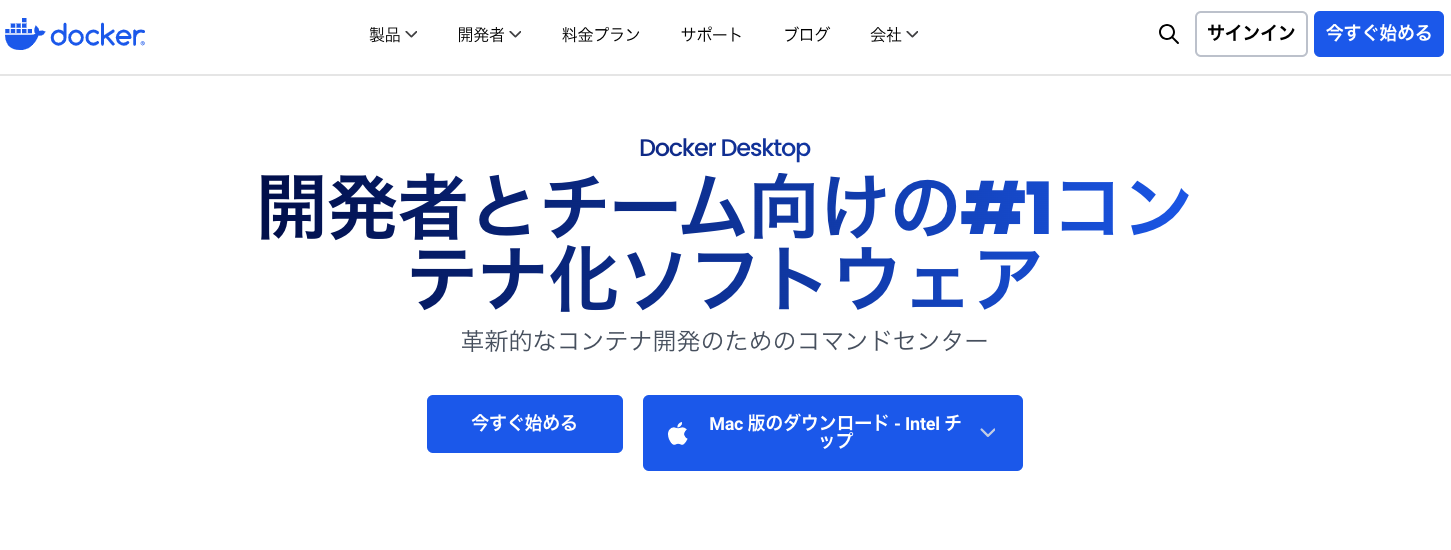 docker
製品
開発者
料金プラン
サポート
ブログ
会社
サインイン
今すぐ始める
Docker Desktop
開発者とチーム向けの#1コン
テナ化ソフトウェア
革新的なコンテナ開発のためのコマンドセンター
今すぐ始める
Mac 版のダウンロード - Intel チ
ップ